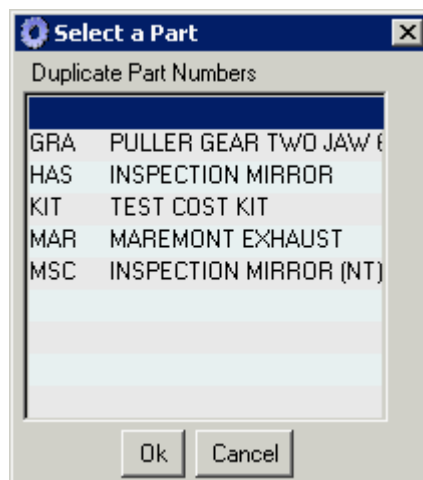 Select a Part
Duplicate Part Numbers
GRA PULLER GEAR TWO JAW
HAS INSPECTION MIRROR
KIT TEST COST KIT
MAR MAREMONT EXHAUST
MSC INSPECTION MIRROR (NT)
Ok Cancel